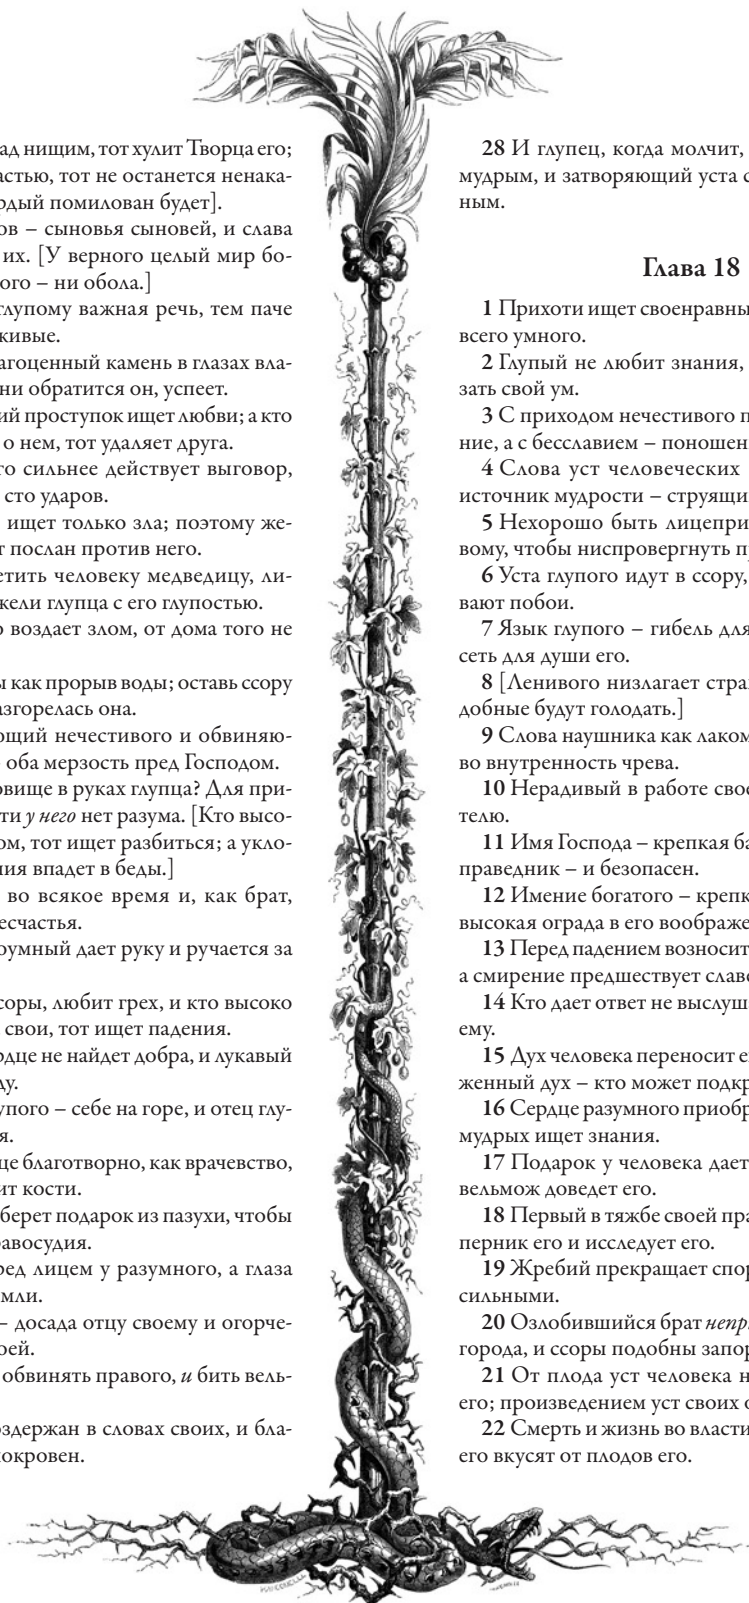 ад нищим, тот хулит Творца его;
астью, тот не останется ненака-
рдый помилован будет].
ов – сыновья сыновей, и слава
их. [У верного целый мир бо-
ого – ни обола.]
глупому важная речь, тем паче
живые.
агоценный камень в глазах вла-
ни обратится он, успеет.
ий проступок ищет любви; а кто
о нем, тот удаляет друга.
го сильнее действует выговор,
сто ударов.
ищет только зла; поэтому же-
т послан против него.
етить человеку медведицу, ли-
жели глупца с его глупостью.
о воздает злом, от дома того не
ы как прорыв воды; оставь ссору
азгорелась она.
ющий нечестивого и обвиняю-
оба мерзость пред Господом.
овище в руках глупца? Для при-
ти у него нет разума. [Кто высо-
ом, тот ищет разбиться; а укло-
ния впадет в беды.]
во всякое время и, как брат,
есчастья.
оумный дает руку и ручается за
соры, любит грех, и кто высоко
свои, тот ищет падения.
рдце не найдет добра, и лукавый
ду.
упого – себе на горе, и отец глу-
я.
це благотворно, как врачевство,
ит кости.
берет подарок из пазухи, чтобы
равосудия.
ред лицем у разумного, а глаза
мли.
– досада отцу своему и огорче-
оей.
обвинять правого, и бить вель-
оздержан в словах своих, и бла-
нокровен.
28 И глупец, когда молчит,
мудрым, и затворяющий уста с
ным.
Глава 18
1 Прихоти ищет своенравны
всего умного.
2 Глупый не любит знания,
зать свой ум.
3 С приходом нечестивого п
ние, а с бесславием – поношен
4 Слова уст человеческих
источник мудрости – струящи
5 Нехорошо быть лицепри
вому, чтобы ниспровергнуть п
6 Уста глупого идут в ссору,
вают побои.
7 Язык глупого – гибель для
сеть для души его.
8 [Ленивого низлагает стра
добные будут голодать.]
9 Слова наушника как лаком
во внутренность чрева.
10 Нерадивый в работе свое
телю.
11 Имя Господа – крепкая ба
праведник – и безопасен.
12 Имение богатого – крепк
высокая ограда в его воображе
13 Перед падением возносит
а смирение предшествует слав
14 Кто дает ответ не выслуш
ему.
15 Дух человека переносит е
женный дух – кто может подкр
16 Сердце разумного приобр
мудрых ищет знания.
17 Подарок у человека дает
вельмож доведет его.
18 Первый в тяжбе своей пра
перник его и исследует его.
19 Жребий прекращает спор
сильными.
20 Озлобившийся брат непр
города, и ссоры подобны запор
21 От плода уст человека н
его; произведением уст своих
22 Смерть и жизнь во власти
его вкусят от плодов его.